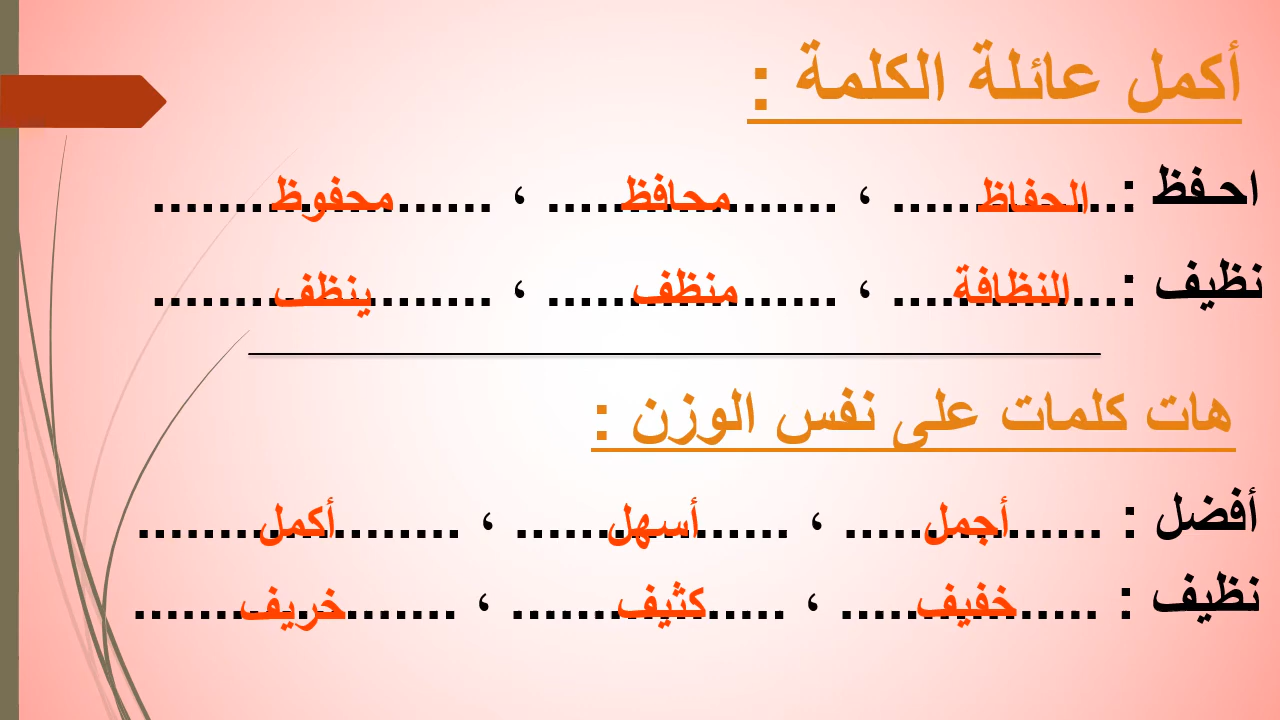 أكمل عائلة الكلمة :
احـفظ : الحفاظ ، محافظ ، محفوظ
نظيف : النظافة ، منظف ، ينظف
هات كلمات على نفس الوزن :
أفضل : أجمل ، أسهل ، أكمل
نظيف : خفيف ، كثيف ، خريف